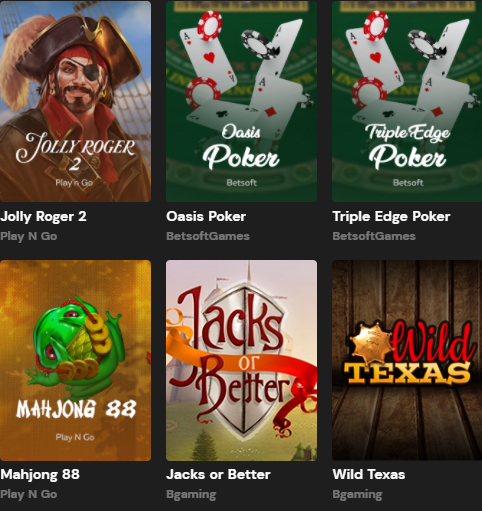 JOLLY ROGER
2
Play'n Go
Oasis
Poker
Betsoft
Triple Edge
Poker
Betsoft
Jolly Roger 2
Play N Go
Oasis Poker
BetsoftGames
Triple Edge Poker
BetsoftGames
MAHJONG 88
Play N Go
Jacks
or
Better
Wild
TEXAS
Mahjong 88
Play N Go
Jacks or Better
Bgaming
Wild Texas
Bgaming